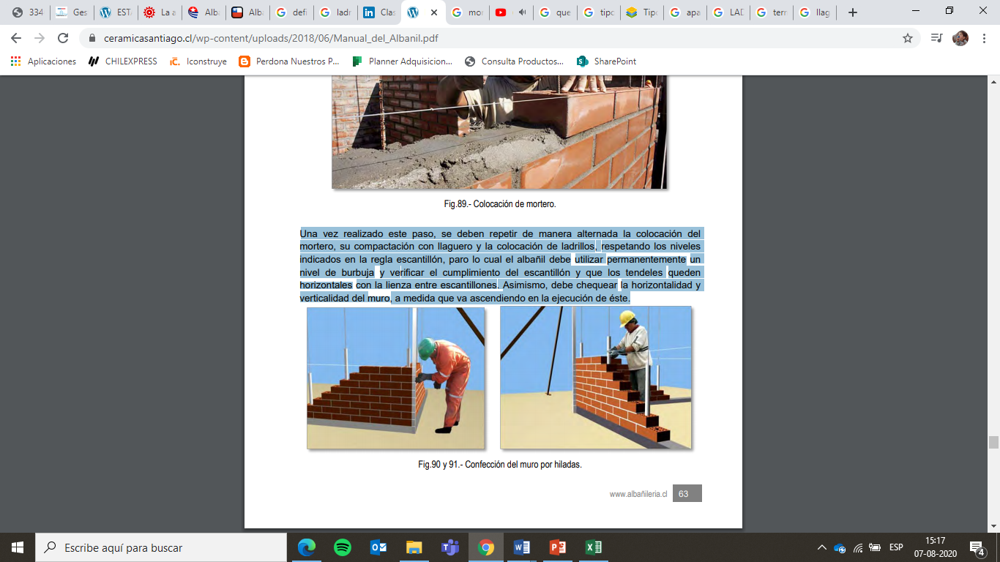 334
Ges
EST
La a
Alba
Alba
defi
ladr
Clas
mor
que
tipo
Tipo
apa
LAD
terr
llag
ceramicasantiago.cl/wp-content/uploads/2018/06/Manual_del_Albanil.pdf
Aplicaciones
CHILEXPRESS
iC. Iconstruye
Perdona Nuestros P...
Planner Adquisicion...
Consulta Productos...
SharePoint
Fig.89.- Colocación de mortero.
Una vez realizado este paso, se deben repetir de manera alternada la colocación del
mortero, su compactación con llaguero y la colocación de ladrillos, respetando los niveles
indicados en la regla escantillón, paro lo cual el albañil debe utilizar permanentemente un
nivel de burbuja y verificar el cumplimiento del escantillón y que los tendeles queden
horizontales con la lienza entre escantillones. Asimismo, debe chequear la horizontalidad y
verticalidad del muro, a medida que va ascendiendo en la ejecución de éste.
Fig.90 y 91.- Confección del muro por hiladas.
www.albañileria.cl 63
Escribe aquí para buscar
ESP
15:17
07-08-2020
4